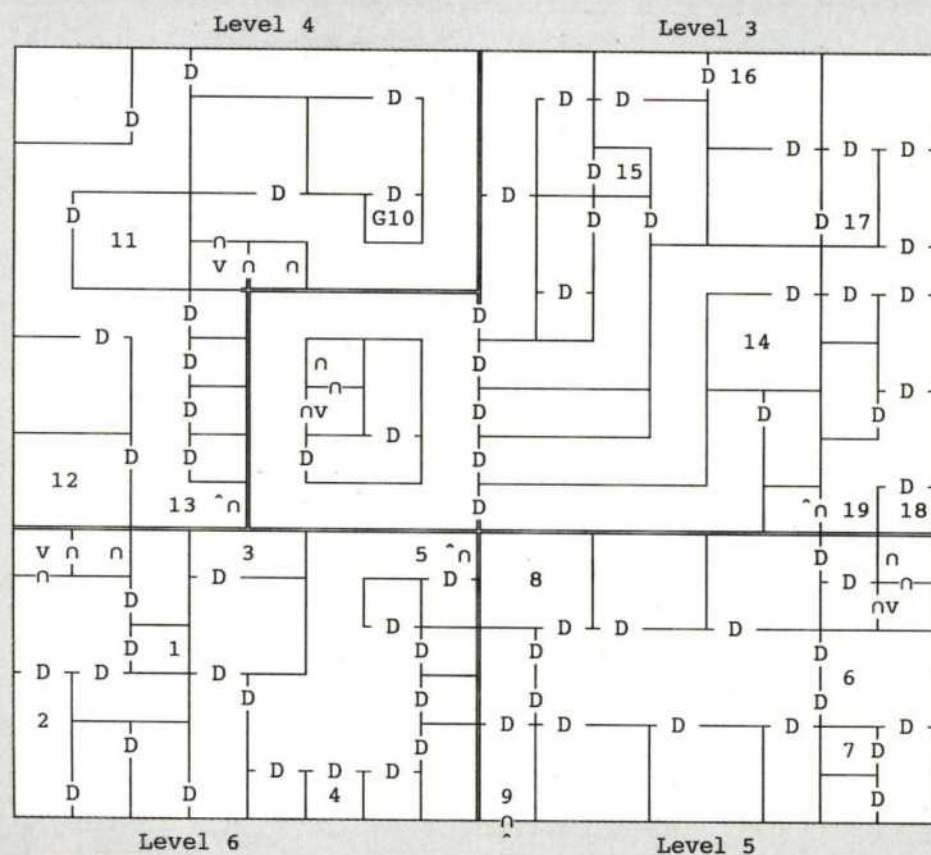 Level 4 Level 3
D D 16
D D D
D D D D
D 15
D D D D
D G10 D D D 17
11 ∩ D
v ∩ ∩
D D D D D
D D
D ∩ 14
D D
D ∩ D D
∩v D D
D D
D D D D
12 D
13 ^∩ D ^∩ 19 18
v ∩ ∩ 3 5 ^∩ D ∩
∩ D D 8 D ∩
D ∩v
D D D D
D 1 D D D
D D D
D 6
D D D
2 D D D D D
D D 7 D
D D D
D D 4 9 D
∩
^
Level 6 Level 5